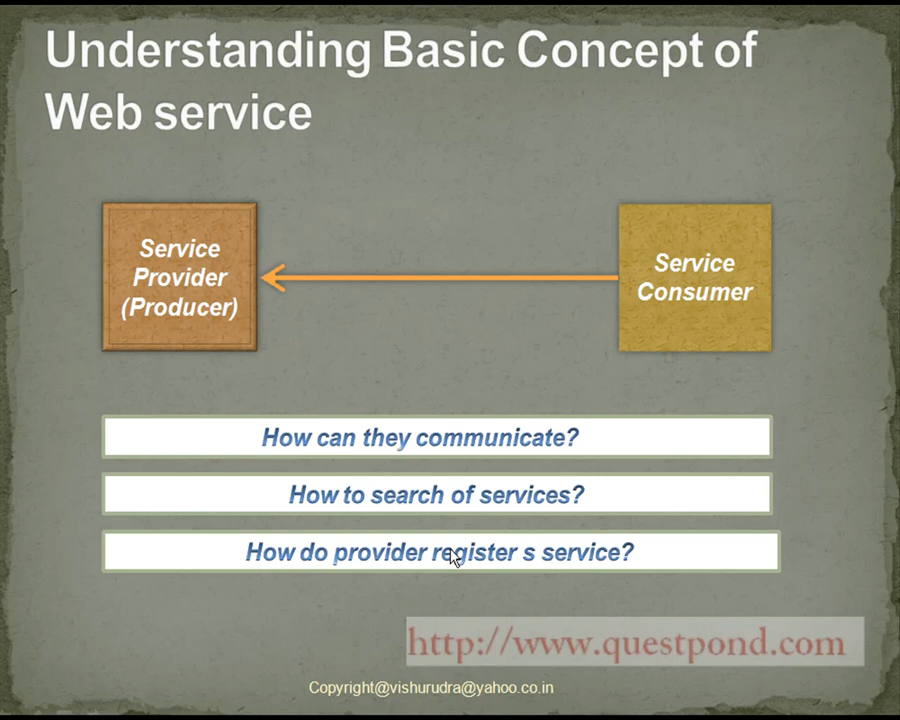 Understanding Basic Concept of
Web service
Service
Provider
(Producer)
Service
Consumer
How can they communicate?
How to search of services?
How do provider register s service?
http://www.questpond.com
Copyright@vishurudra@yahoo.co.in